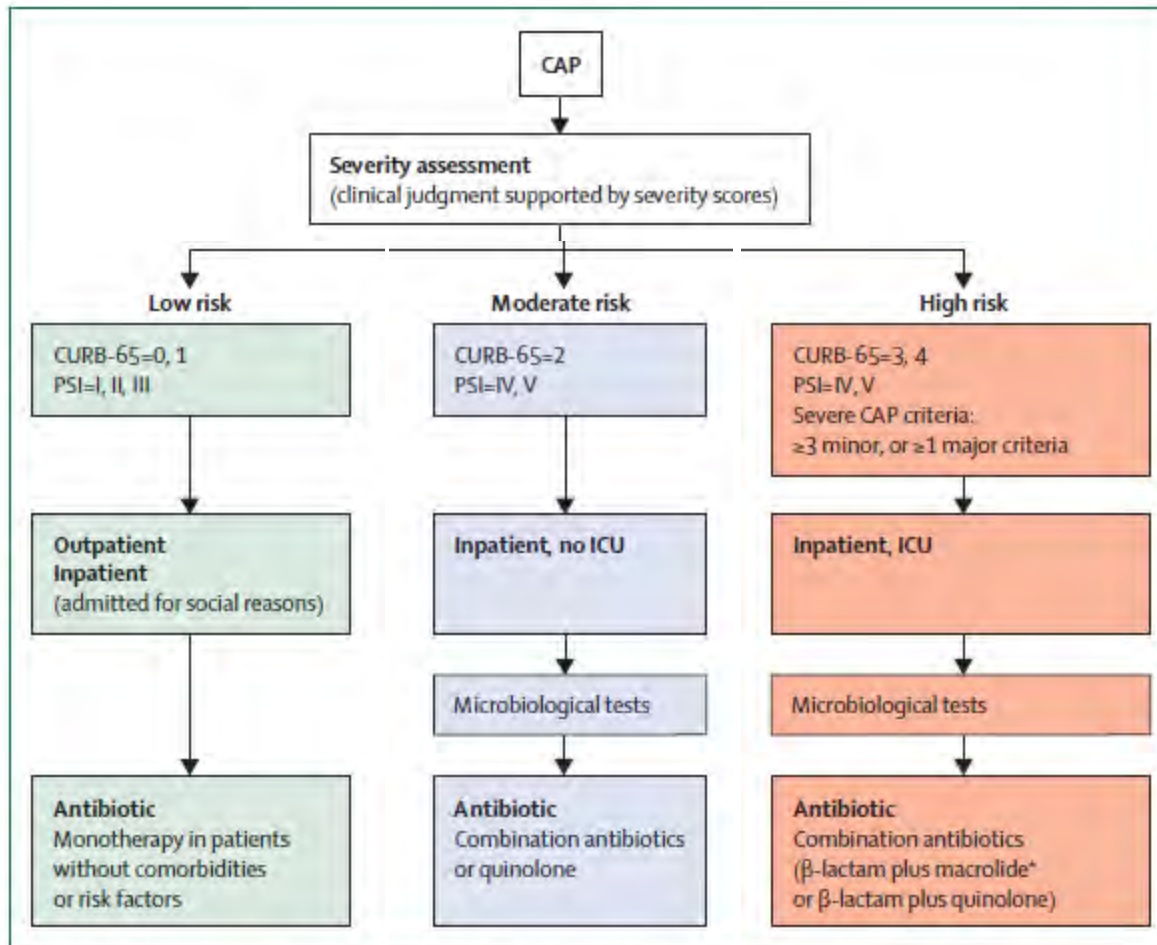 CAP
Severity assessment
(clinical judgment supported by severity scores)
Low risk
CURB-65=0, 1
PSI=I, II, III
Outpatient
Inpatient
(admitted for social reasons)
Antibiotic
Monotherapy in patients
without comorbidities
or risk factors
Moderate risk
CURB-65=2
PSI=IV, V
Inpatient, no ICU
Microbiological tests
Antibiotic
Combination antibiotics
or quinolone
High risk
CURB-65=3, 4
PSI=IV, V
Severe CAP criteria:
≥3 minor, or ≥1 major criteria
Inpatient, ICU
Microbiological tests
Antibiotic
Combination antibiotics
(β-lactam plus macrolide*
or β-lactam plus quinolone)